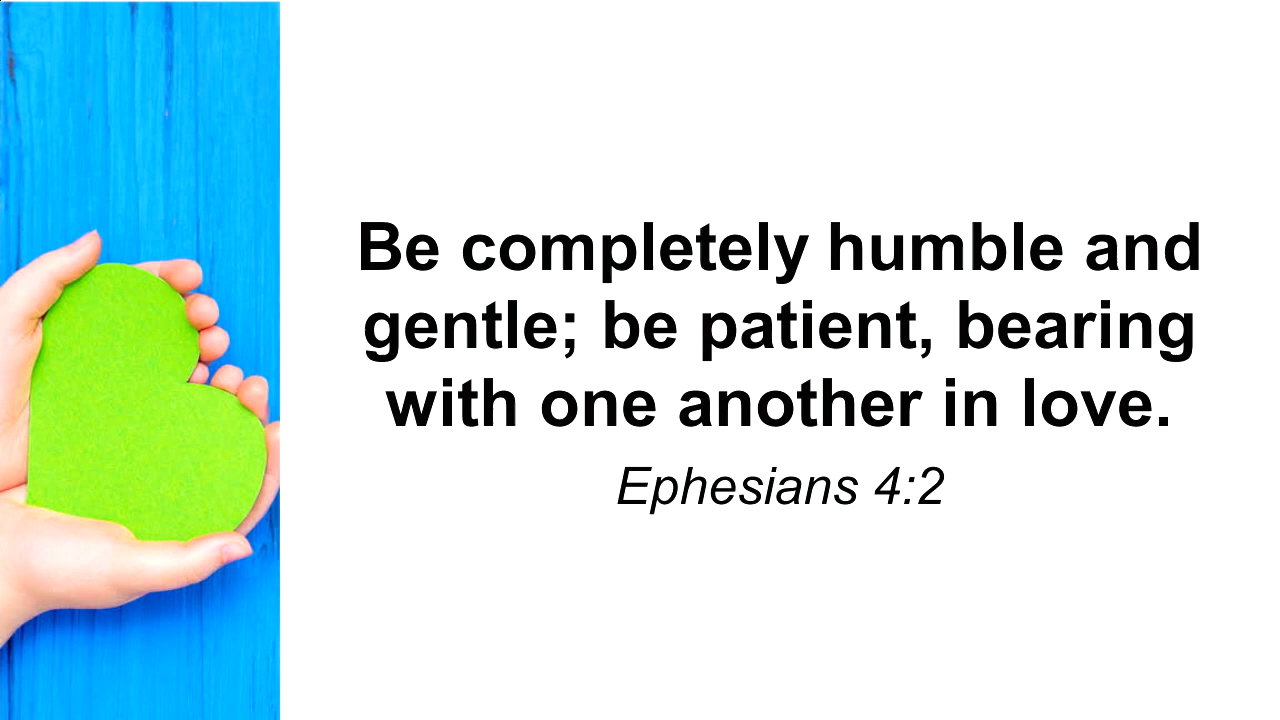 Be completely humble and
gentle; be patient, bearing
with one another in love.
Ephesians 4:2